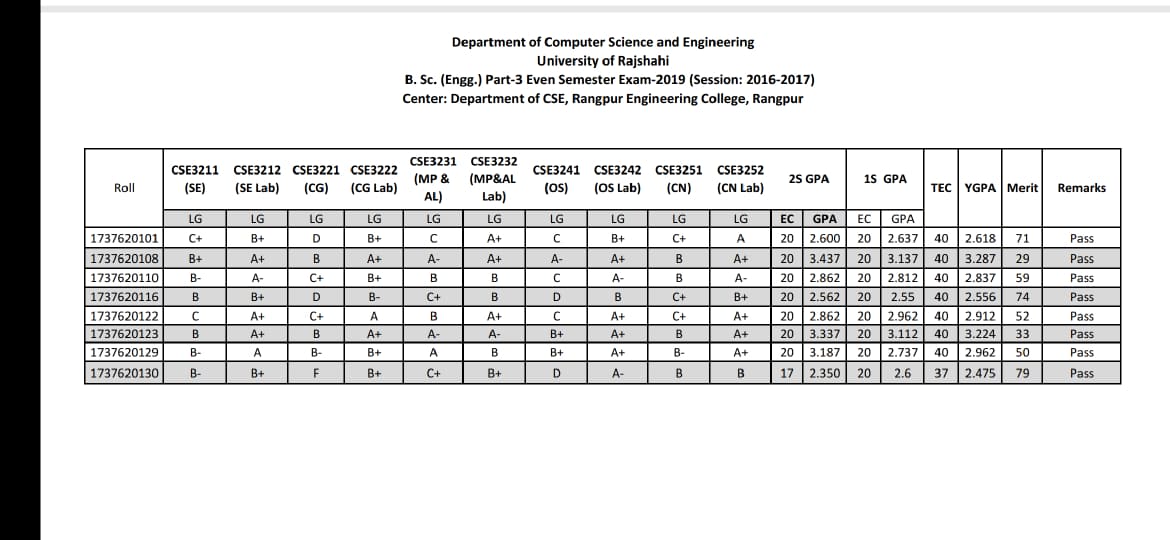 Department of Computer Science and Engineering
University of Rajshahi
B. Sc. (Engg.) Part-3 Even Semester Exam-2019 (Session: 2016-2017)
Center: Department of CSE, Rangpur Engineering College, Rangpur
Roll CSE3211 (SE) CSE3212 (SE Lab) CSE3221 (CG) CSE3222 (CG Lab) CSE3231 (MP & AL) CSE3232 (MP&AL Lab) CSE3241 (OS) CSE3242 (OS Lab) CSE3251 (CN) CSE3252 (CN Lab) 2S GPA 1S GPA TEC YGPA Merit Remarks
LG LG LG LG LG LG LG LG LG LG EC GPA EC GPA
1737620101 C+ B+ D B+ C A+ C B+ C+ A 20 2.600 20 2.637 40 2.618 71 Pass
1737620108 B+ A+ B A+ A- A+ A- A+ B A+ 20 3.437 20 3.137 40 3.287 29 Pass
1737620110 B- A- C+ B+ B B C A- B A- 20 2.862 20 2.812 40 2.837 59 Pass
1737620116 B B+ D B- C+ B D B C+ B+ 20 2.562 20 2.55 40 2.556 74 Pass
1737620122 C A+ C+ A B A+ C A+ C+ A+ 20 2.862 20 2.962 40 2.912 52 Pass
1737620123 B A+ B A+ A- A- B+ A+ B A+ 20 3.337 20 3.112 40 3.224 33 Pass
1737620129 B- A B- B+ A B B+ A+ B- A+ 20 3.187 20 2.737 40 2.962 50 Pass
1737620130 B- B+ F B+ C+ B+ D A- B B 17 2.350 20 2.6 37 2.475 79 Pass